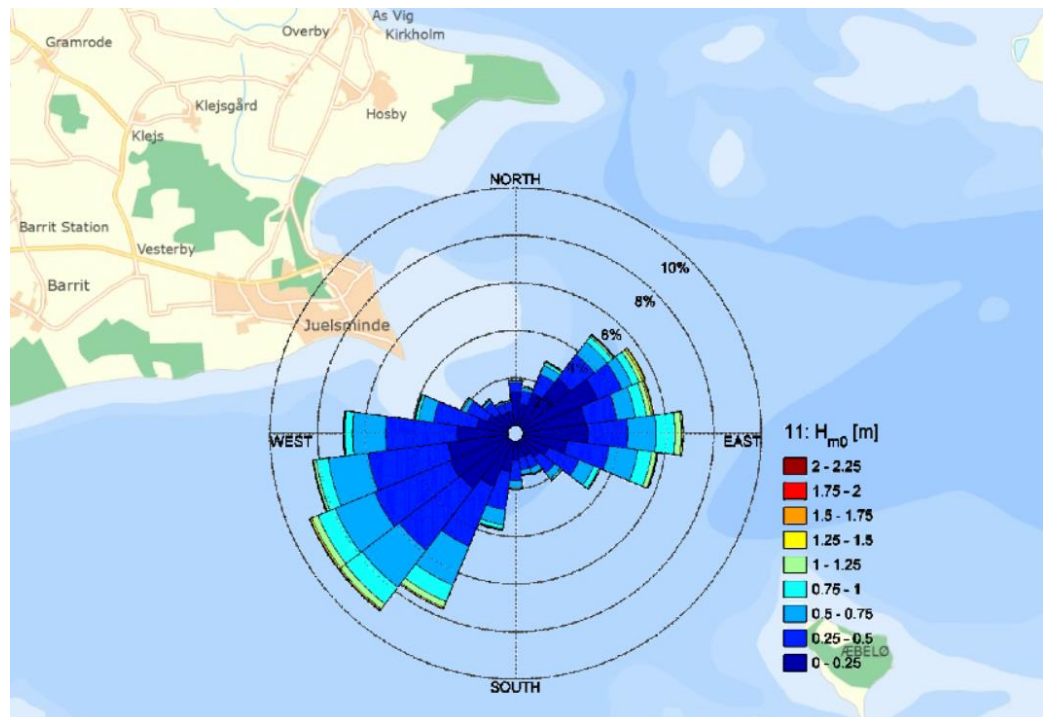 As Vig
Overby
Kirkholm
Gramrode
Klejsgård
Hosby
Klejs
NORTH
Barrit Station
Vesterby
10%
Barrit
8%
Juelsminde
6%
4%
WEST
EAST
11: Hm0 [m]
2 - 2.25
1.75 - 2
1.5 - 1.75
1.25 - 1.5
1 - 1.25
0.75 - 1
0.5 - 0.75
0.25 - 0.5
0 - 0.25
ÆBELØ
SOUTH